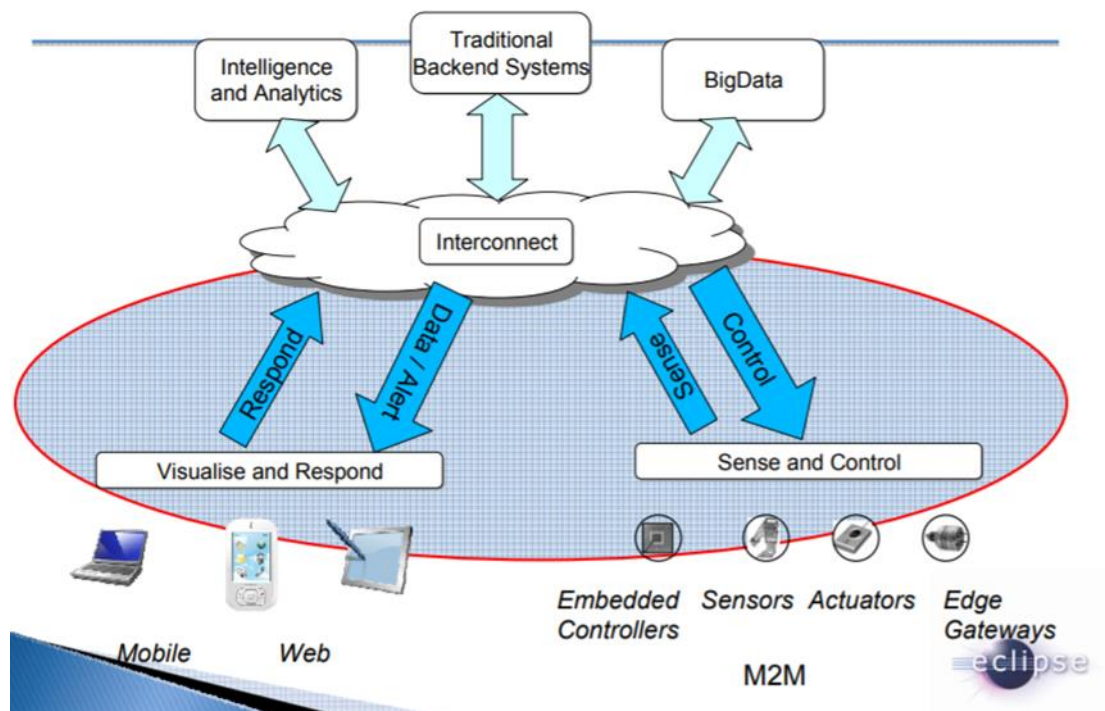 Intelligence
and Analytics
Traditional
Backend Systems
BigData
Interconnect
Respond
Data / Alert
Sense
Control
Visualise and Respond
Sense and Control
Embedded
Controllers
Sensors
Actuators
Edge
Gateways
Mobile
Web
M2M
eclipse